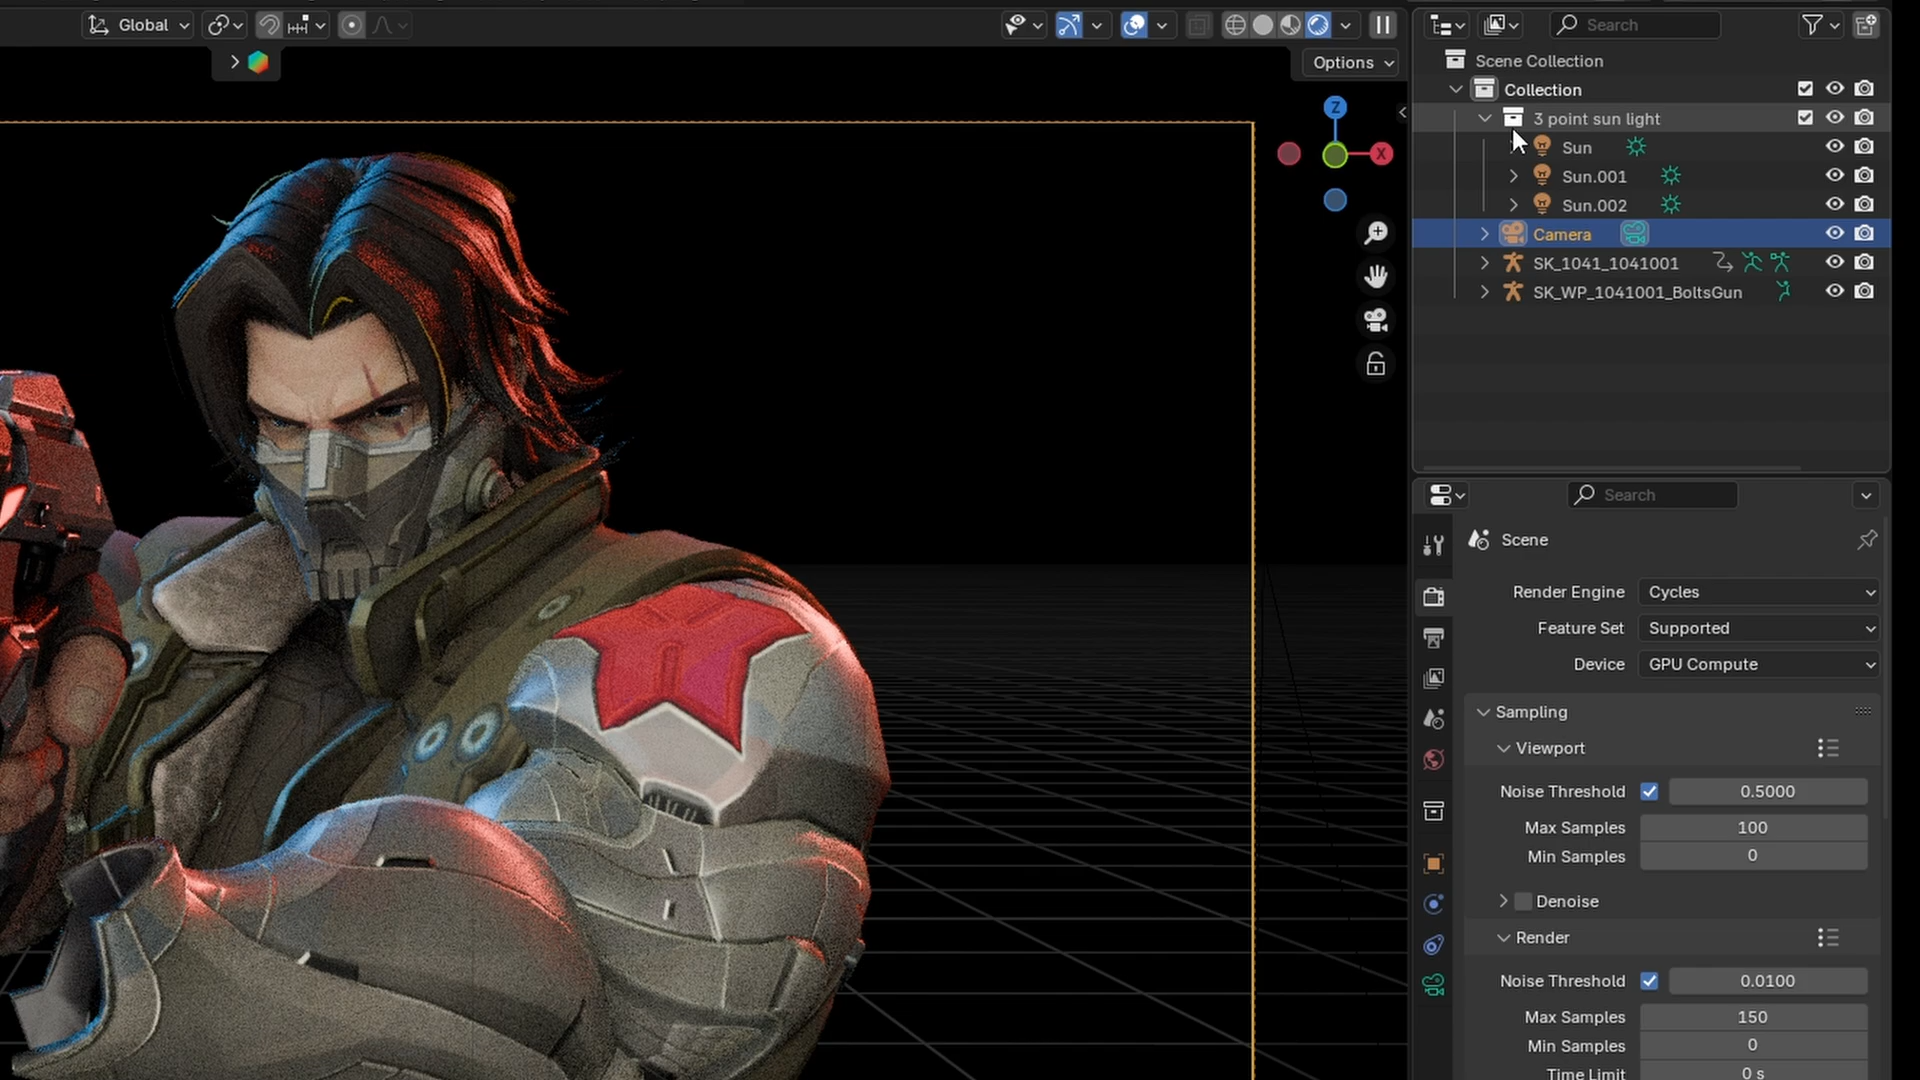 Global
Options
Z
X
Search
Scene Collection
Collection
3 point sun light
Sun
Sun.001
Sun.002
Camera
SK_1041_1041001
SK_WP_1041001_BoltsGun
Search
Scene
Render Engine Cycles
Feature Set Supported
Device GPU Compute
Sampling
Viewport
Noise Threshold 0.5000
Max Samples 100
Min Samples 0
Denoise
Render
Noise Threshold 0.0100
Max Samples 150
Min Samples 0
Time Limit 0 s